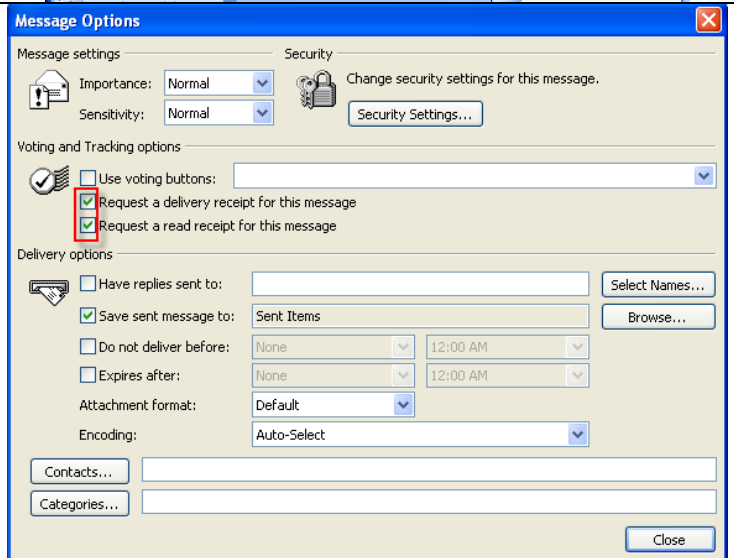 Message Options
Message settings Security
Importance: Normal Change security settings for this message.
Sensitivity: Normal Security Settings...
Voting and Tracking options
Use voting buttons:
Request a delivery receipt for this message
Request a read receipt for this message
Delivery options
Have replies sent to: Select Names...
Save sent message to: Sent Items Browse...
Do not deliver before: None 12:00 AM
Expires after: None 12:00 AM
Attachment format: Default
Encoding: Auto-Select
Contacts...
Categories...
Close